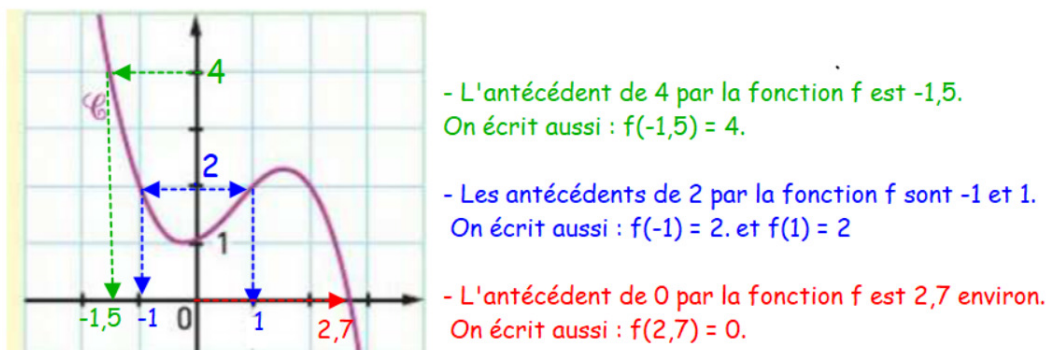 4
𝒞
2
1
-1,5 -1 0 1 2,7
- L'antécédent de 4 par la fonction f est -1,5.
On écrit aussi : f(-1,5) = 4.
- Les antécédents de 2 par la fonction f sont -1 et 1.
On écrit aussi : f(-1) = 2. et f(1) = 2
- L'antécédent de 0 par la fonction f est 2,7 environ.
On écrit aussi : f(2,7) = 0.